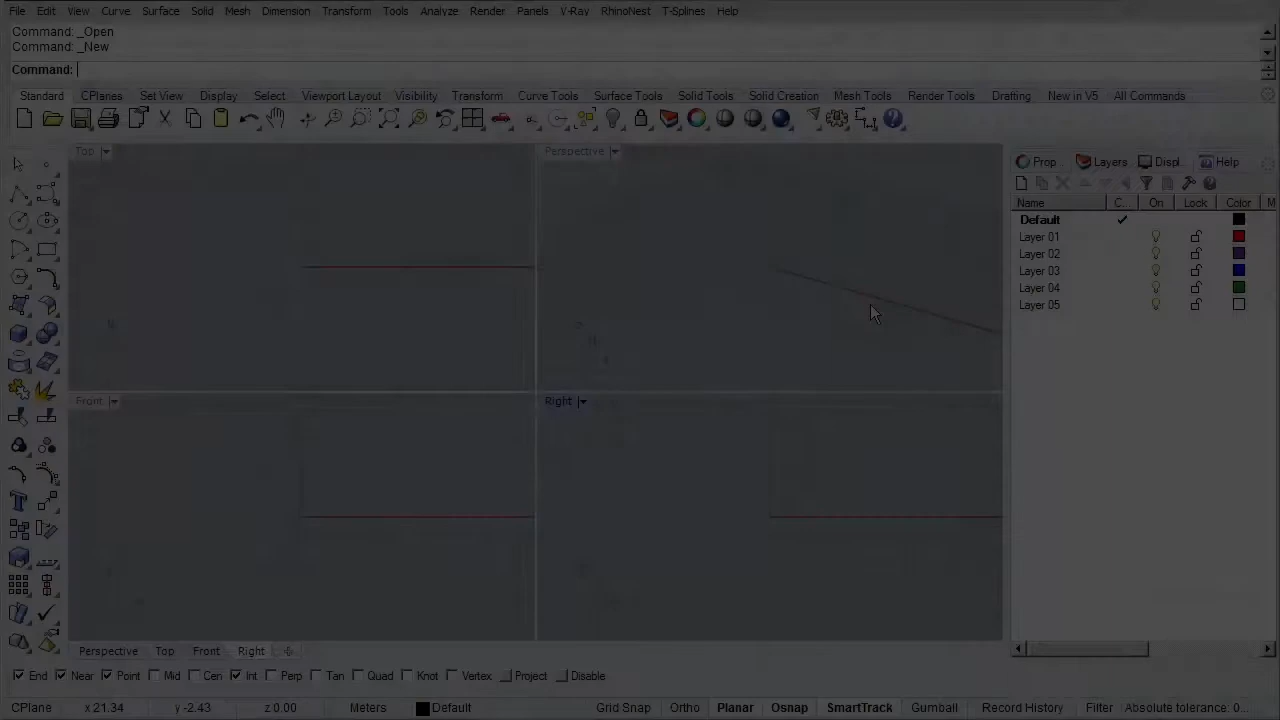 File Edit View Curve Surface Solid Mesh Dimension Transform Tools Analyze Render Panels V-Ray RhinoNest T-Splines Help
Command: _Open
Command: _New
Command:
Standard CPlanes Set View Display Select Viewport Layout Visibility Transform Curve Tools Surface Tools Solid Tools Solid Creation Mesh Tools Render Tools Drafting New in V5 All Commands
Top Perspective
Prop Layers Displ Help
Name C... On Lock Color M
Default
Layer 01
Layer 02
Layer 03
Layer 04
Layer 05
Front Right
Perspective Top Front Right
End Near Point Mid Cen Int Perp Tan Quad Knot Vertex Project Disable
CPlane x 21.34 y -2.43 z 0.00 Meters Default Grid Snap Ortho Planar Osnap SmartTrack Gumball Record History Filter Absolute tolerance: 0...